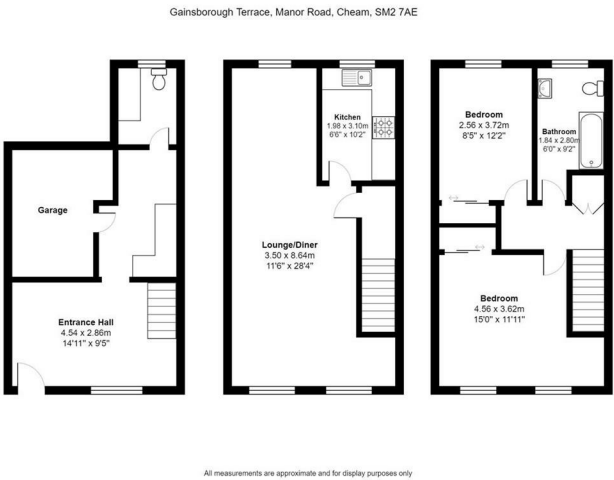 Gainsborough Terrace, Manor Road, Cheam, SM2 7AE
Garage
Entrance Hall
4.54 x 2.86m
14'11" x 9'5"
Kitchen
1.98 x 3.10m
6'6" x 10'2"
Lounge/Diner
3.50 x 8.64m
11'6" x 28'4"
Bedroom
2.56 x 3.72m
8'5" x 12'2"
Bathroom
1.84 x 2.80m
6'0" x 9'2"
Bedroom
4.56 x 3.62m
15'0" x 11'11"
All measurements are approximate and for display purposes only